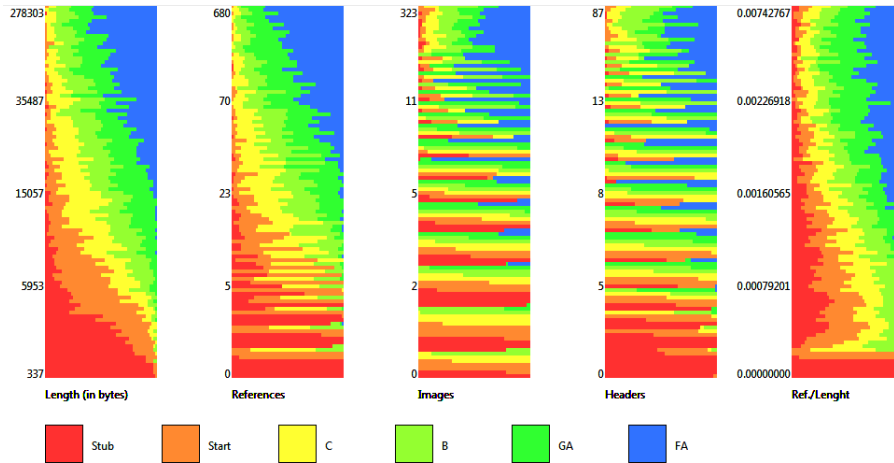 278303
35487
15057
5953
337
Length (in bytes)
680
70
23
5
0
References
323
11
5
2
0
Images
87
13
8
5
0
Headers
0.00742767
0.00226918
0.00160565
0.00079201
0.00000000
Ref./Lenght
Stub
Start
C
B
GA
FA